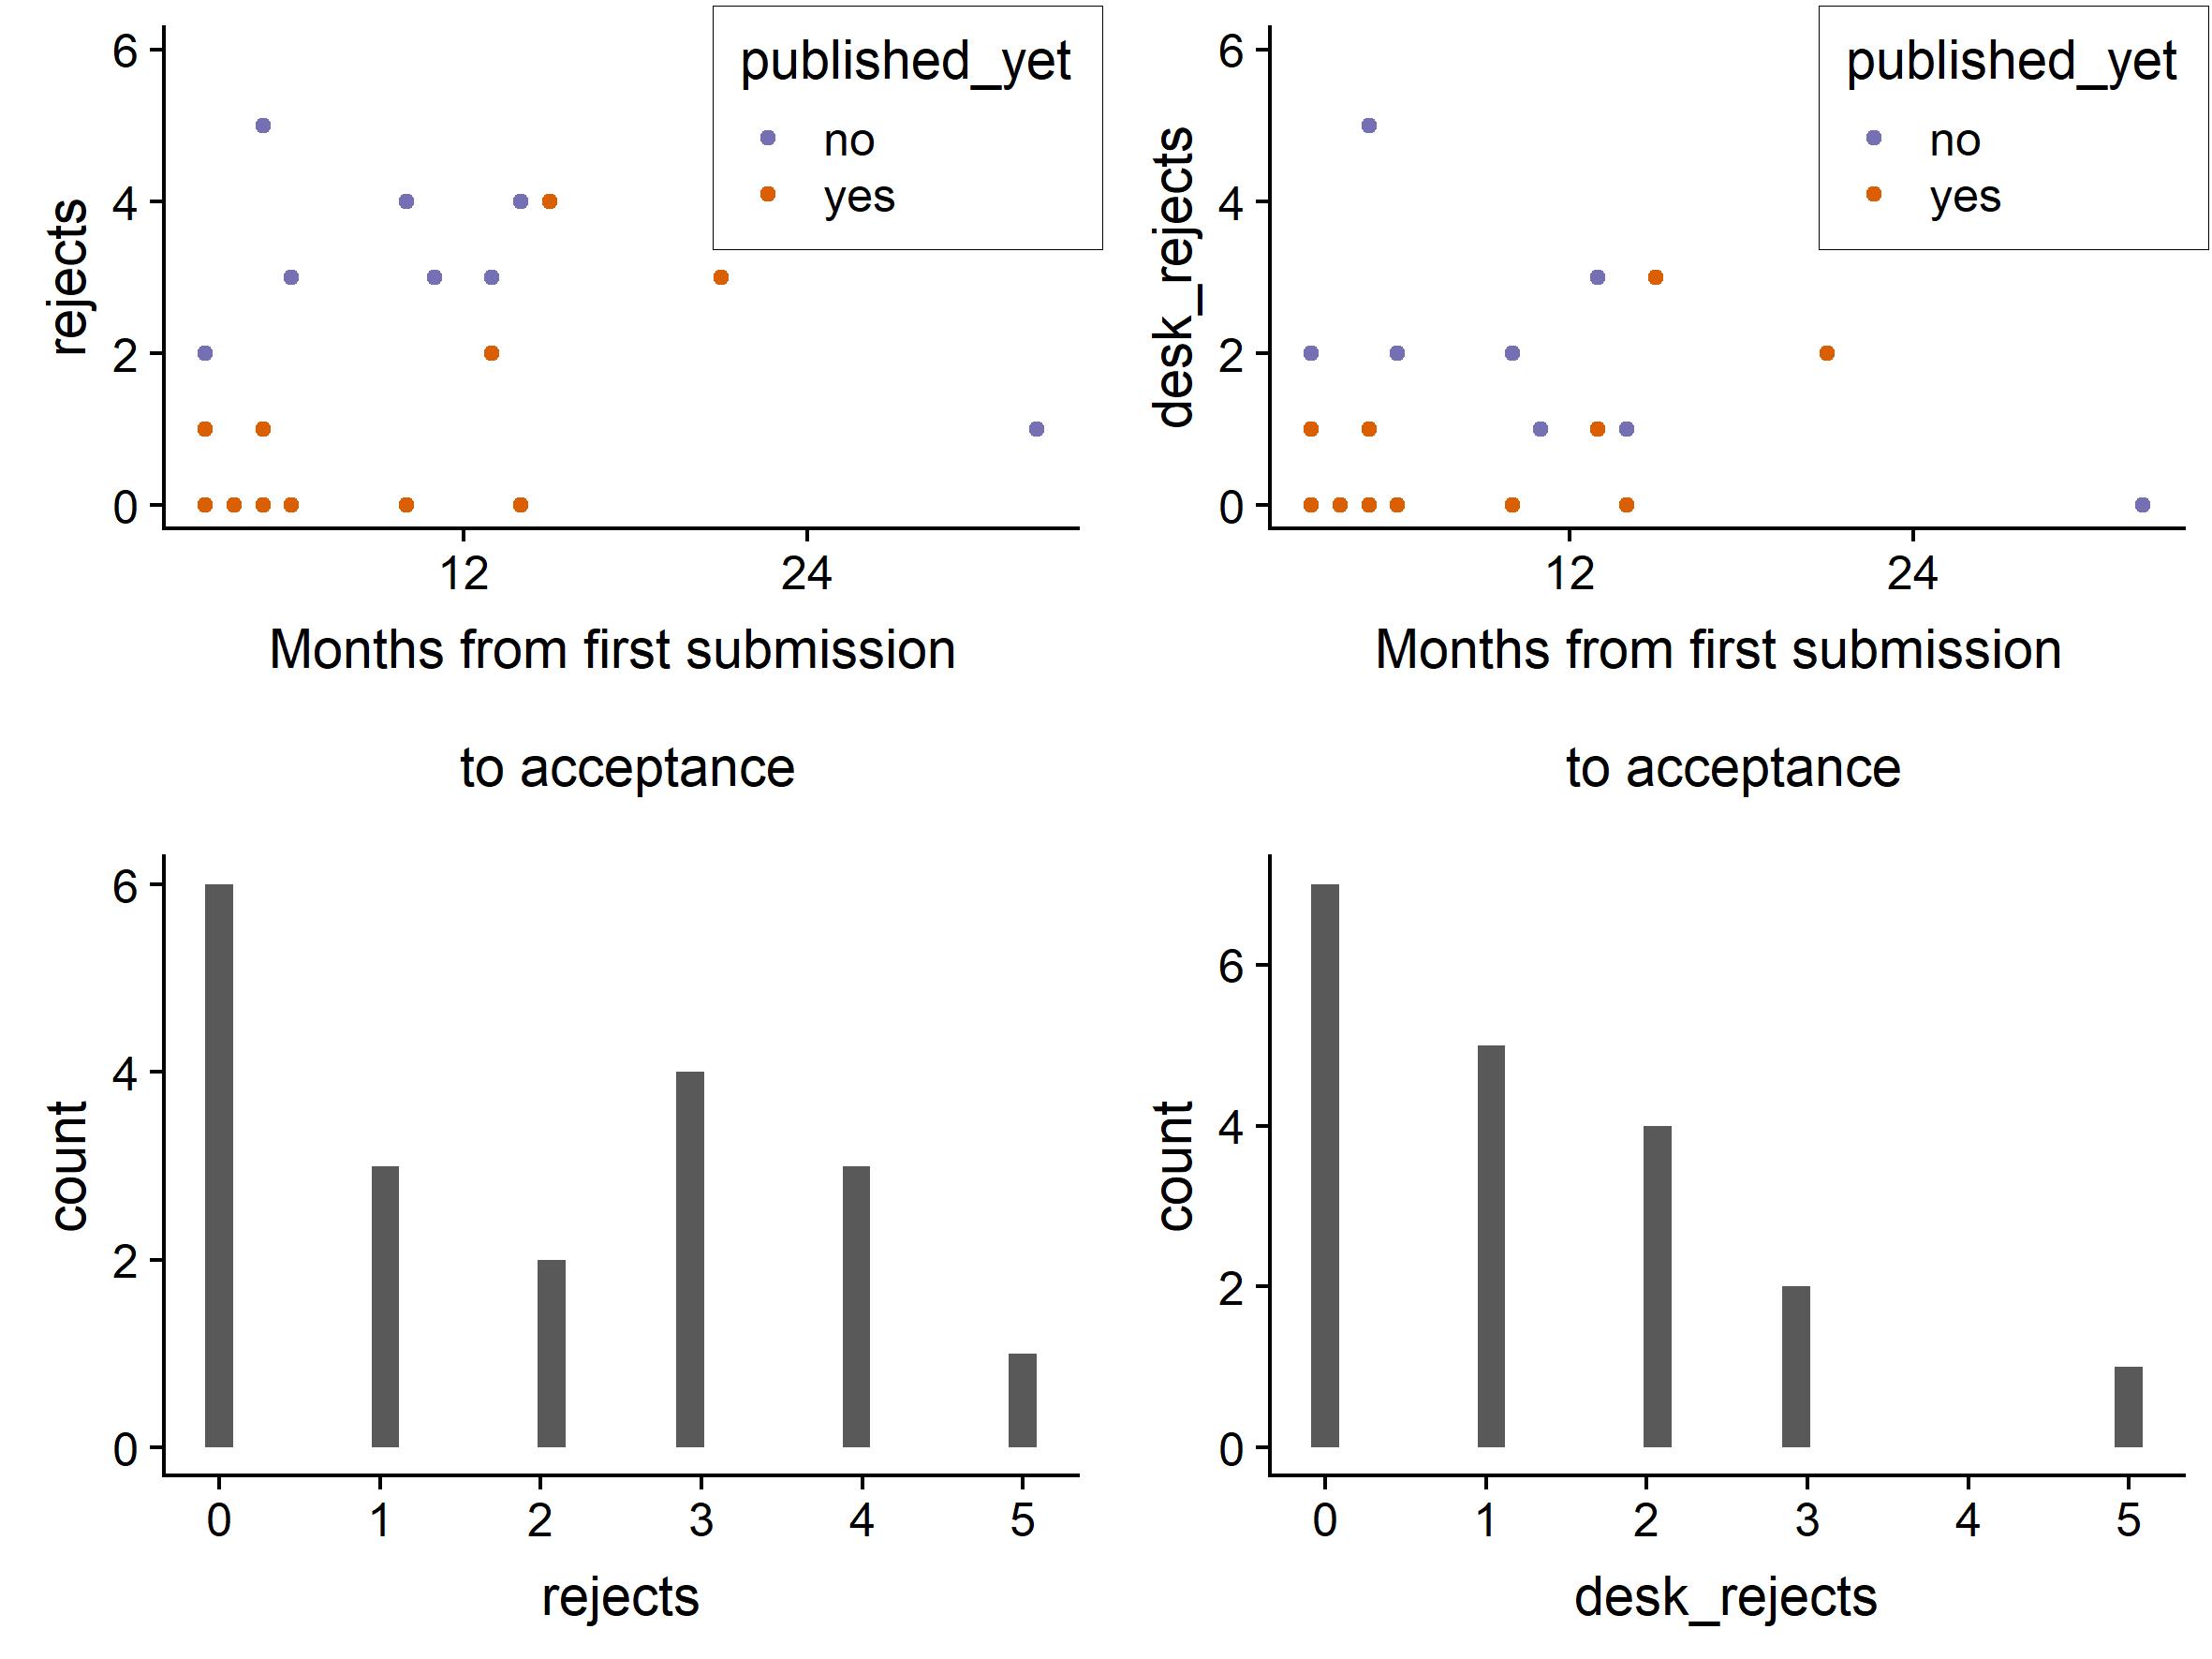 published_yet
no
yes
rejects
6
4
2
0
12
24
Months from first submission
to acceptance
published_yet
no
yes
desk_rejects
6
4
2
0
12
24
Months from first submission
to acceptance
count
6
4
2
0
0 1 2 3 4 5
rejects
count
6
4
2
0
0 1 2 3 4 5
desk_rejects